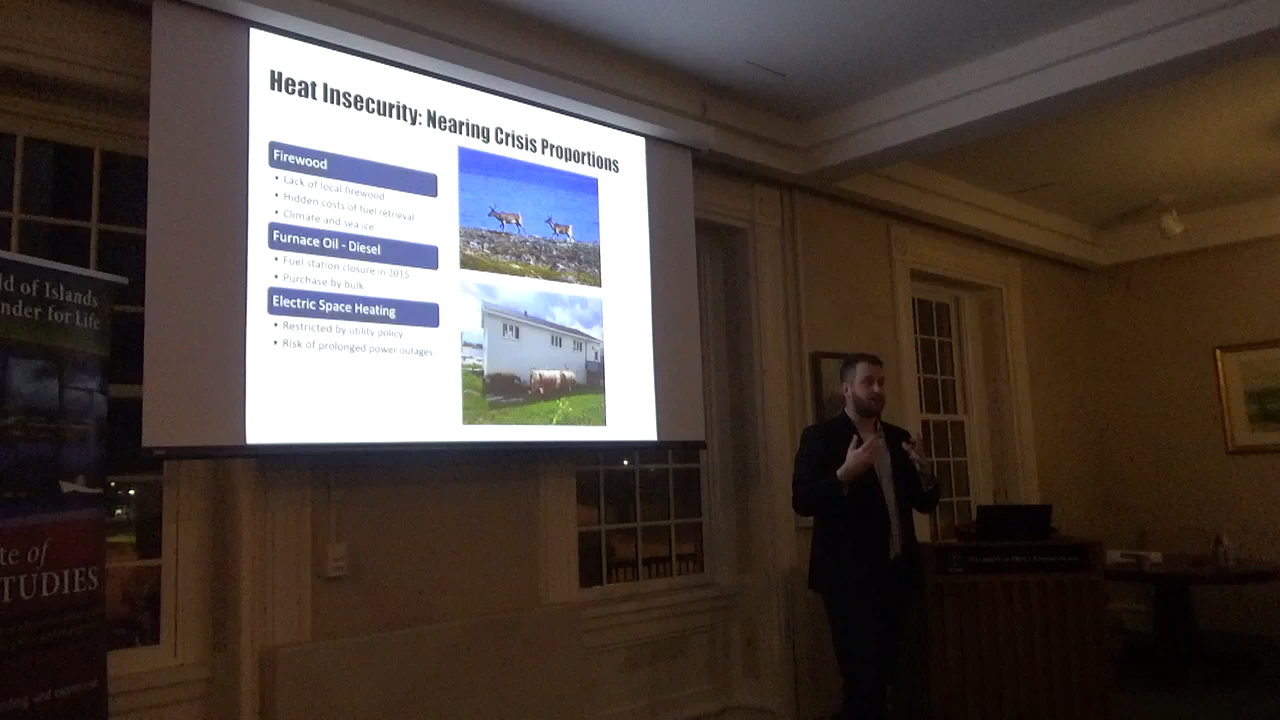 Heat Insecurity: Nearing Crisis Proportions
Firewood
• Lack of local firewood
• Hidden costs of fuel retrieval
• Climate and sea ice
Furnace Oil - Diesel
• Fuel station closure in 2015
• Purchase by bulk
Electric Space Heating
• Restricted by utility policy
• Risk of prolonged power outages
ld of Islands
nder for Life
te of
TUDIES